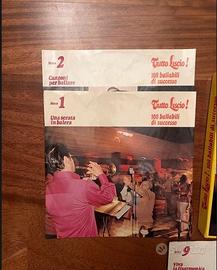 Disco 2
Canzoni
per ballare
Tutto Liscio!
100 ballabili
di successo
Disco 1
Una serata
in balera
Tutto Liscio!
100 ballabili
di successo
9
Viva
la fisarmonica